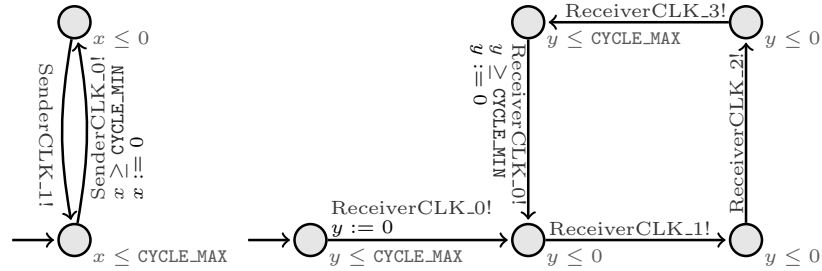 x ≤ 0
SenderCLK_1!
SenderCLK_0!
x ≥ CYCLE_MIN
x := 0
x ≤ CYCLE_MAX
ReceiverCLK_3!
y ≤ CYCLE_MAX
y ≤ 0
ReceiverCLK_0!
y ≥ CYCLE_MIN
y := 0
ReceiverCLK_2!
ReceiverCLK_0!
y := 0
y ≤ CYCLE_MAX
ReceiverCLK_1!
y ≤ 0
y ≤ 0